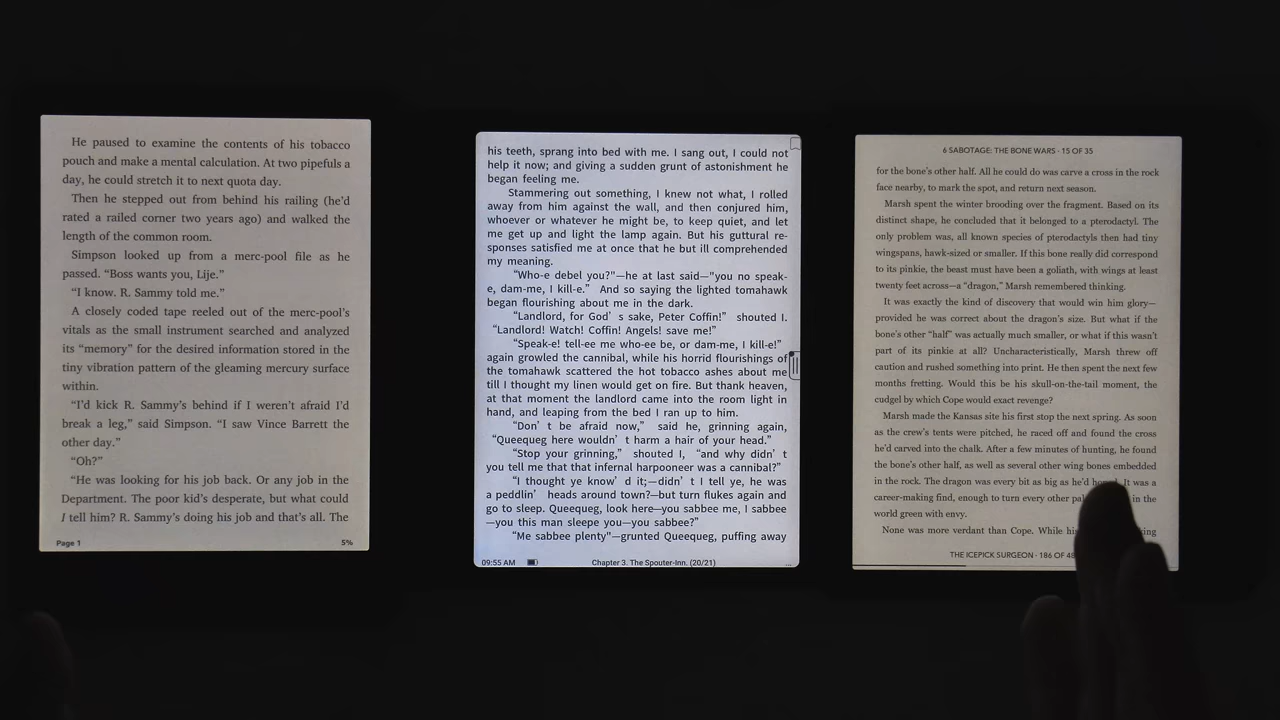 He paused to examine the contents of his tobacco
pouch and make a mental calculation. At two pipefuls a
day, he could stretch it to next quota day.
Then he stepped out from behind his railing (he’d
rated a railed corner two years ago) and walked the
length of the common room.
Simpson looked up from a merc-pool file as he
passed. “Boss wants you, Lije.”
“I know. R. Sammy told me.”
A closely coded tape reeled out of the merc-pool’s
vitals as the small instrument searched and analyzed
its “memory” for the desired information stored in the
tiny vibration pattern of the gleaming mercury surface
within.
“I’d kick R. Sammy’s behind if I weren’t afraid I’d
break a leg,” said Simpson. “I saw Vince Barrett the
other day.”
“Oh?”
“He was looking for his job back. Or any job in the
Department. The poor kid’s desperate, but what could
I tell him? R. Sammy’s doing his job and that’s all. The
Page 1 5%
his teeth, sprang into bed with me. I sang out, I could not
help it now; and giving a sudden grunt of astonishment he
began feeling me.
Stammering out something, I knew not what, I rolled
away from him against the wall, and then conjured him,
whoever or whatever he might be, to keep quiet, and let
me get up and light the lamp again. But his guttural re-
sponses satisfied me at once that he but ill comprehended
my meaning.
“Who-e debel you?”—he at last said—“you no speak-
e, dam-me, I kill-e.” And so saying the lighted tomahawk
began flourishing about me in the dark.
“Landlord, for God’s sake, Peter Coffin!” shouted I.
“Landlord! Watch! Coffin! Angels! save me!”
“Speak-e! tell-ee me who-ee be, or dam-me, I kill-e!”
again growled the cannibal, while his horrid flourishings of
the tomahawk scattered the hot tobacco ashes about me
till I thought my linen would get on fire. But thank heaven,
at that moment the landlord came into the room light in
hand, and leaping from the bed I ran up to him.
“Don’t be afraid now,” said he, grinning again,
“Queequeg here wouldn’t harm a hair of your head.”
“Stop your grinning,” shouted I, “and why didn’t
you tell me that that infernal harpooneer was a cannibal?”
“I thought ye know’d it;—didn’t I tell ye, he was
a peddlin’ heads around town?—but turn flukes again and
go to sleep. Queequeg, look here—you sabbee me, I sabbee
—you this man sleepe you—you sabbee?”
“Me sabbee plenty”—grunted Queequeg, puffing away
09:55 AM Chapter 3. The Spouter-Inn. (20/21) ...
6 SABOTAGE: THE BONE WARS · 15 OF 35
for the bone’s other half. All he could do was carve a cross in the rock
face nearby, to mark the spot, and return next season.
Marsh spent the winter brooding over the fragment. Based on its
distinct shape, he concluded that it belonged to a pterodactyl. The
only problem was, all known species of pterodactyls then had tiny
wingspans, hawk-sized or smaller. If this bone really did correspond
to its pinkie, the beast must have been a goliath, with wings at least
twenty feet across—a “dragon,” Marsh remembered thinking.
It was exactly the kind of discovery that would win him glory—
provided he were correct about the dragon’s size. But what if the
bone’s other “half” was actually much smaller, or what if this wasn’t
part of its pinkie at all? Uncharacteristically, Marsh threw off
caution and rushed something into print. He then spent the next few
months fretting. Would this be his skull-on-the-tail moment, the
cudgel by which Cope would exact revenge?
Marsh made the Kansas site his first stop the next spring. As soon
as the crew’s tents were pitched, he raced off and found the cross
he’d carved into the chalk. After a few minutes of hunting, he found
the bone’s other half, as well as several other wing bones embedded
in the rock. The dragon was every bit as big as he’d It was a
career-making find, enough to turn every other in the
world green with envy.
None was more verdant than Cope. While
THE ICEPICK SURGEON · 186 OF